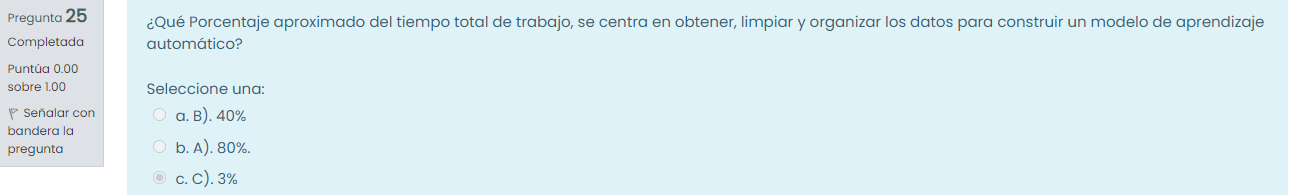 Pregunta 25
Completada
Puntúa 0.00
sobre 1.00
Señalar con
bandera la
pregunta
¿Qué Porcentaje aproximado del tiempo total de trabajo, se centra en obtener, limpiar y organizar los datos para construir un modelo de aprendizaje
automático?
Seleccione una:
a. B). 40%
b. A). 80%.
c. C). 3%